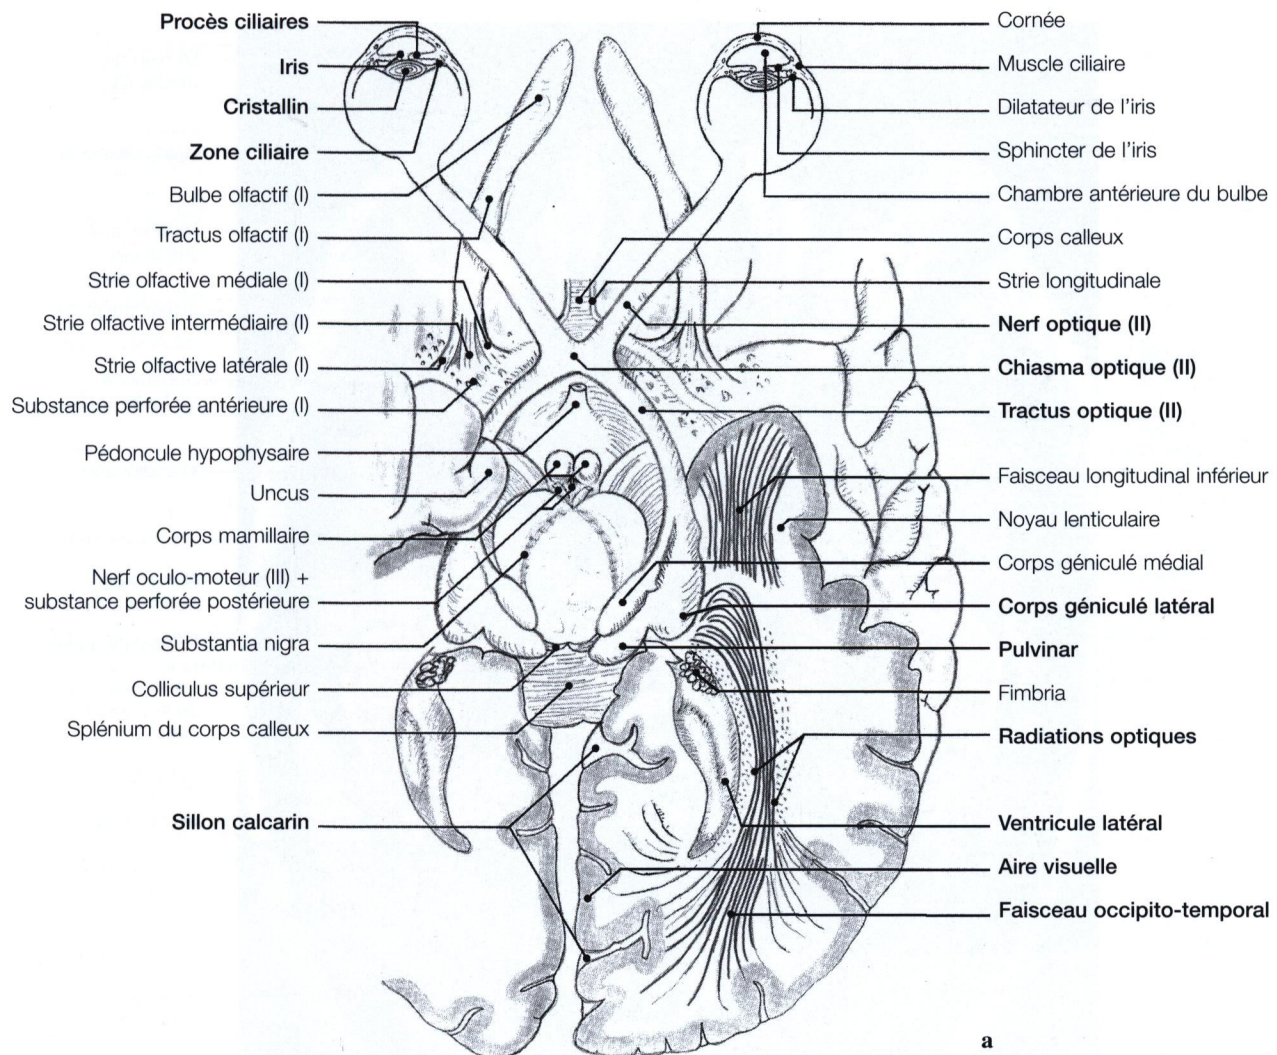 Procès ciliaires
Iris
Cristallin
Zone ciliaire
Bulbe olfactif (I)
Tractus olfactif (I)
Strie olfactive médiale (I)
Strie olfactive intermédiaire (I)
Strie olfactive latérale (I)
Substance perforée antérieure (I)
Pédoncule hypophysaire
Uncus
Corps mamillaire
Nerf oculo-moteur (III) +
substance perforée postérieure
Substantia nigra
Colliculus supérieur
Splénium du corps calleux
Sillon calcarin
Cornée
Muscle ciliaire
Dilatateur de l'iris
Sphincter de l'iris
Chambre antérieure du bulbe
Corps calleux
Strie longitudinale
Nerf optique (II)
Chiasma optique (II)
Tractus optique (II)
Faisceau longitudinal inférieur
Noyau lenticulaire
Corps géniculé médial
Corps géniculé latéral
Pulvinar
Fimbria
Radiations optiques
Ventricule latéral
Aire visuelle
Faisceau occipito-temporal
a